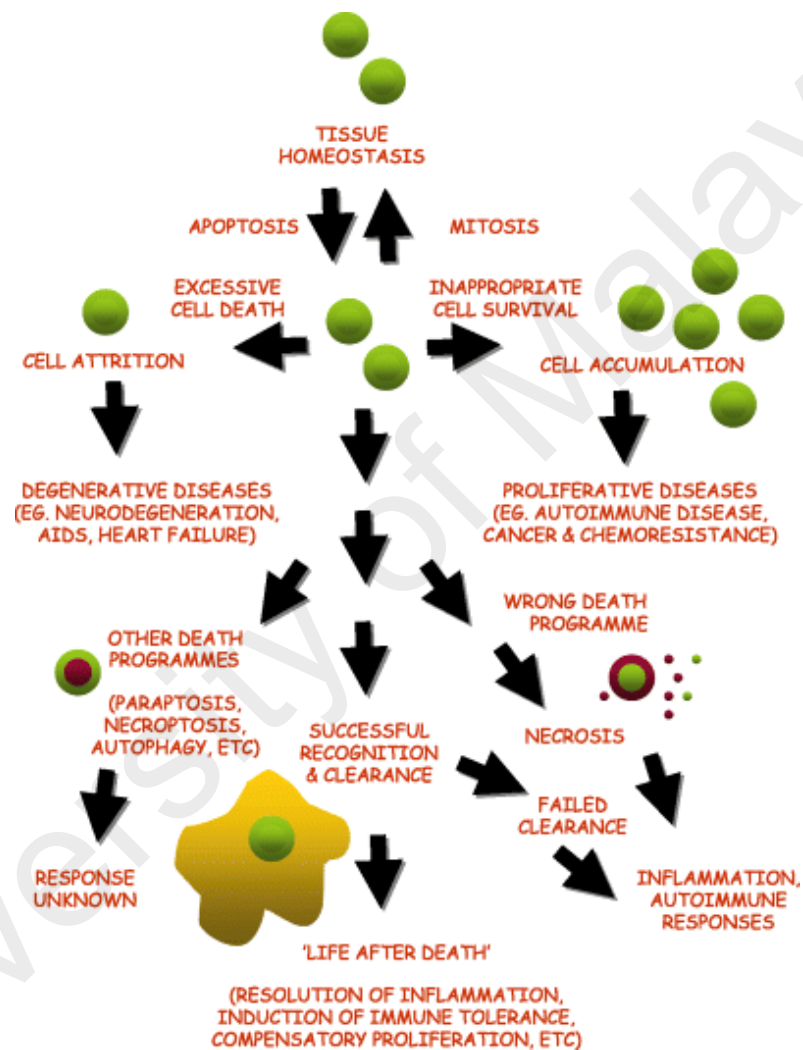 TISSUE
HOMEOSTASIS
APOPTOSIS
MITOSIS
EXCESSIVE
CELL DEATH
INAPPROPRIATE
CELL SURVIVAL
CELL ATTRITION
CELL ACCUMULATION
DEGENERATIVE DISEASES
(EG. NEURODEGENERATION,
AIDS, HEART FAILURE)
PROLIFERATIVE DISEASES
(EG. AUTOIMMUNE DISEASE,
CANCER & CHEMORESISTANCE)
WRONG DEATH
PROGRAMME
OTHER DEATH
PROGRAMMES
(PARAPTOSIS,
NECROPTOSIS,
AUTOPHAGY, ETC)
SUCCESSFUL
RECOGNITION
& CLEARANCE
NECROSIS
FAILED
CLEARANCE
RESPONSE
UNKNOWN
INFLAMMATION,
AUTOIMMUNE
RESPONSES
'LIFE AFTER DEATH'
(RESOLUTION OF INFLAMMATION,
INDUCTION OF IMMUNE TOLERANCE,
COMPENSATORY PROLIFERATION, ETC)
versity of Malay